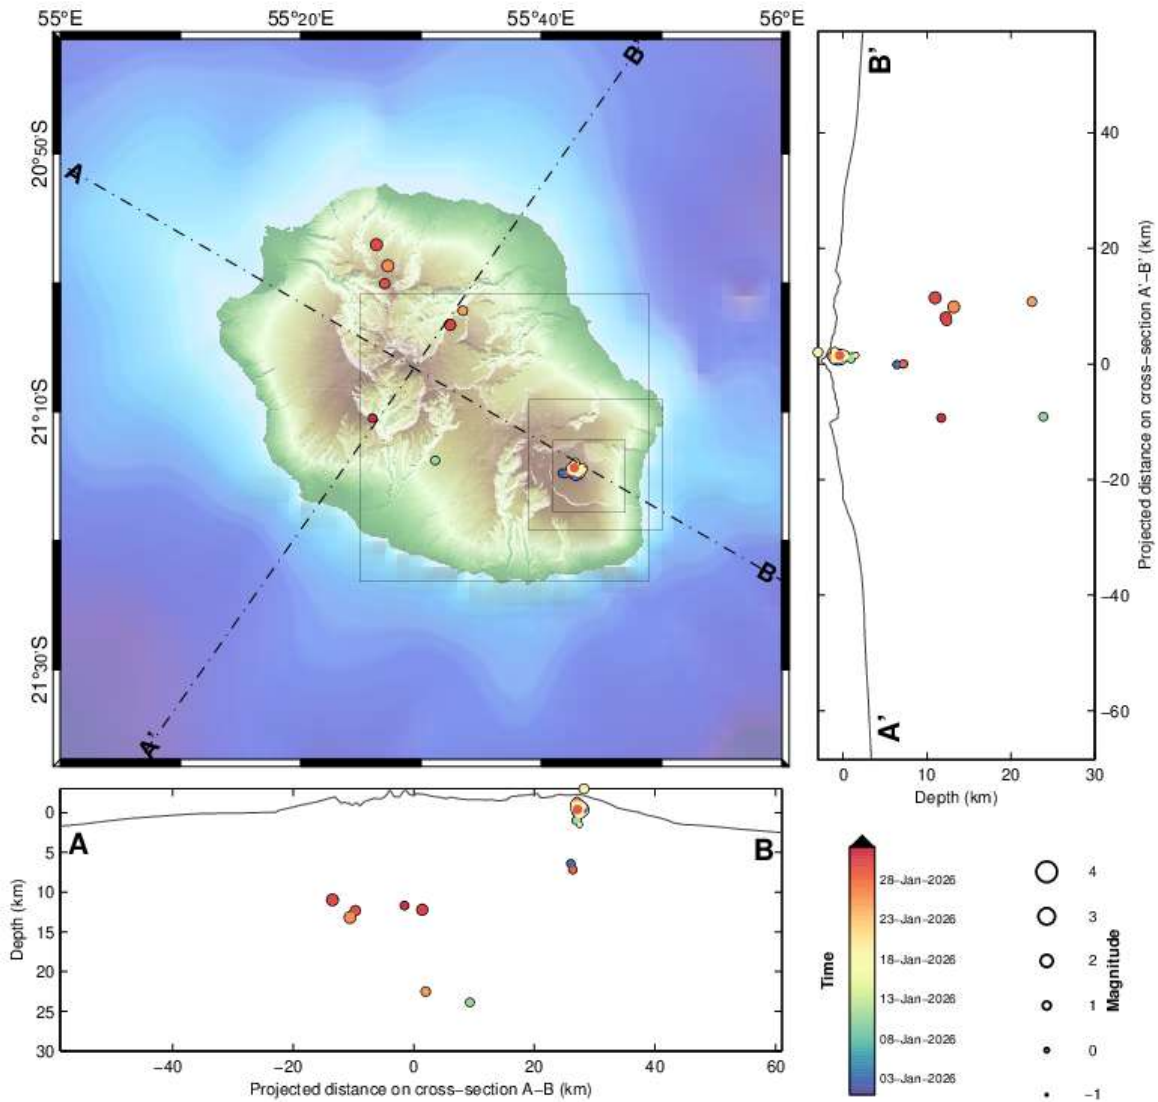 55°E 55°20'E 55°40'E 56°E
20°50'S
21°10'S
21°30'S
A
B'
B
A'
B'
A'
40
20
0
−20
−40
−60
Projected distance on cross−section A'−B' (km)
0 10 20 30
Depth (km)
A
B
0
5
10
15
20
25
30
Depth (km)
−40 −20 0 20 40 60
Projected distance on cross−section A−B (km)
Time
28−Jan−2026
23−Jan−2026
18−Jan−2026
13−Jan−2026
08−Jan−2026
03−Jan−2026
4
3
2
1
0
−1
Magnitude